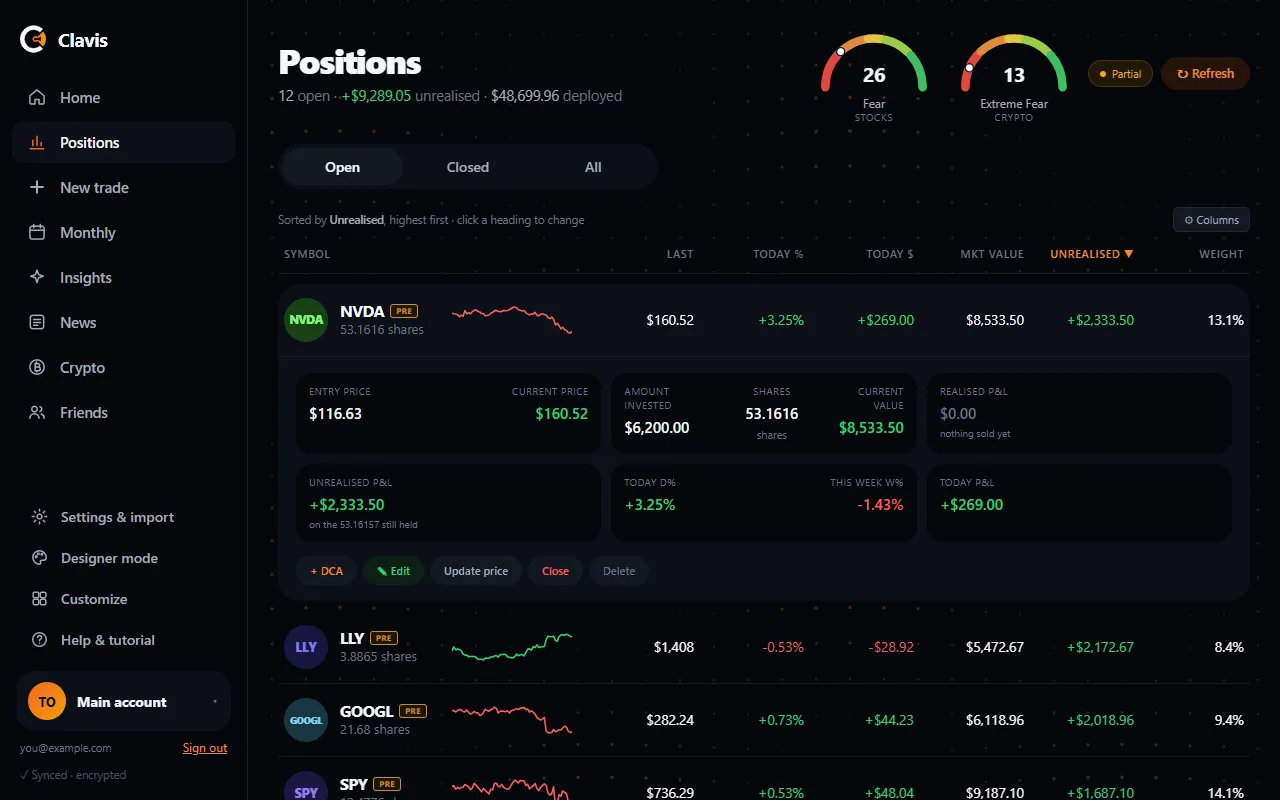 Clavis
Home
Positions
New trade
Monthly
Insights
News
Crypto
Friends
Settings & import
Designer mode
Customize
Help & tutorial
TO Main account
you@example.com Sign out
✓ Synced · encrypted
Positions
12 open · +$9,289.05 unrealised · $48,699.96 deployed
26
Fear
STOCKS
13
Extreme Fear
CRYPTO
Partial
↻ Refresh
Open Closed All
Sorted by Unrealised, highest first · click a heading to change
⚙ Columns
SYMBOL LAST TODAY % TODAY $ MKT VALUE UNREALISED ▼ WEIGHT
NVDA NVDA PRE $160.52 +3.25% +$269.00 $8,533.50 +$2,333.50 13.1%
53.1616 shares
ENTRY PRICE CURRENT PRICE
$116.63 $160.52
AMOUNT INVESTED SHARES CURRENT VALUE
$6,200.00 53.1616 $8,533.50
shares
REALISED P&L
$0.00
nothing sold yet
UNREALISED P&L
+$2,333.50
on the 53.16157 still held
TODAY D% THIS WEEK W%
+3.25% -1.43%
TODAY P&L
+$269.00
+ DCA Edit Update price Close Delete
LLY LLY PRE $1,408 -0.53% -$28.92 $5,472.67 +$2,172.67 8.4%
3.8865 shares
GOOGL GOOGL PRE $282.24 +0.73% +$44.23 $6,118.96 +$2,018.96 9.4%
21.68 shares
SPY SPY PRE $736.29 +0.53% +$48.04 $9,187.10 +$1,687.10 14.1%